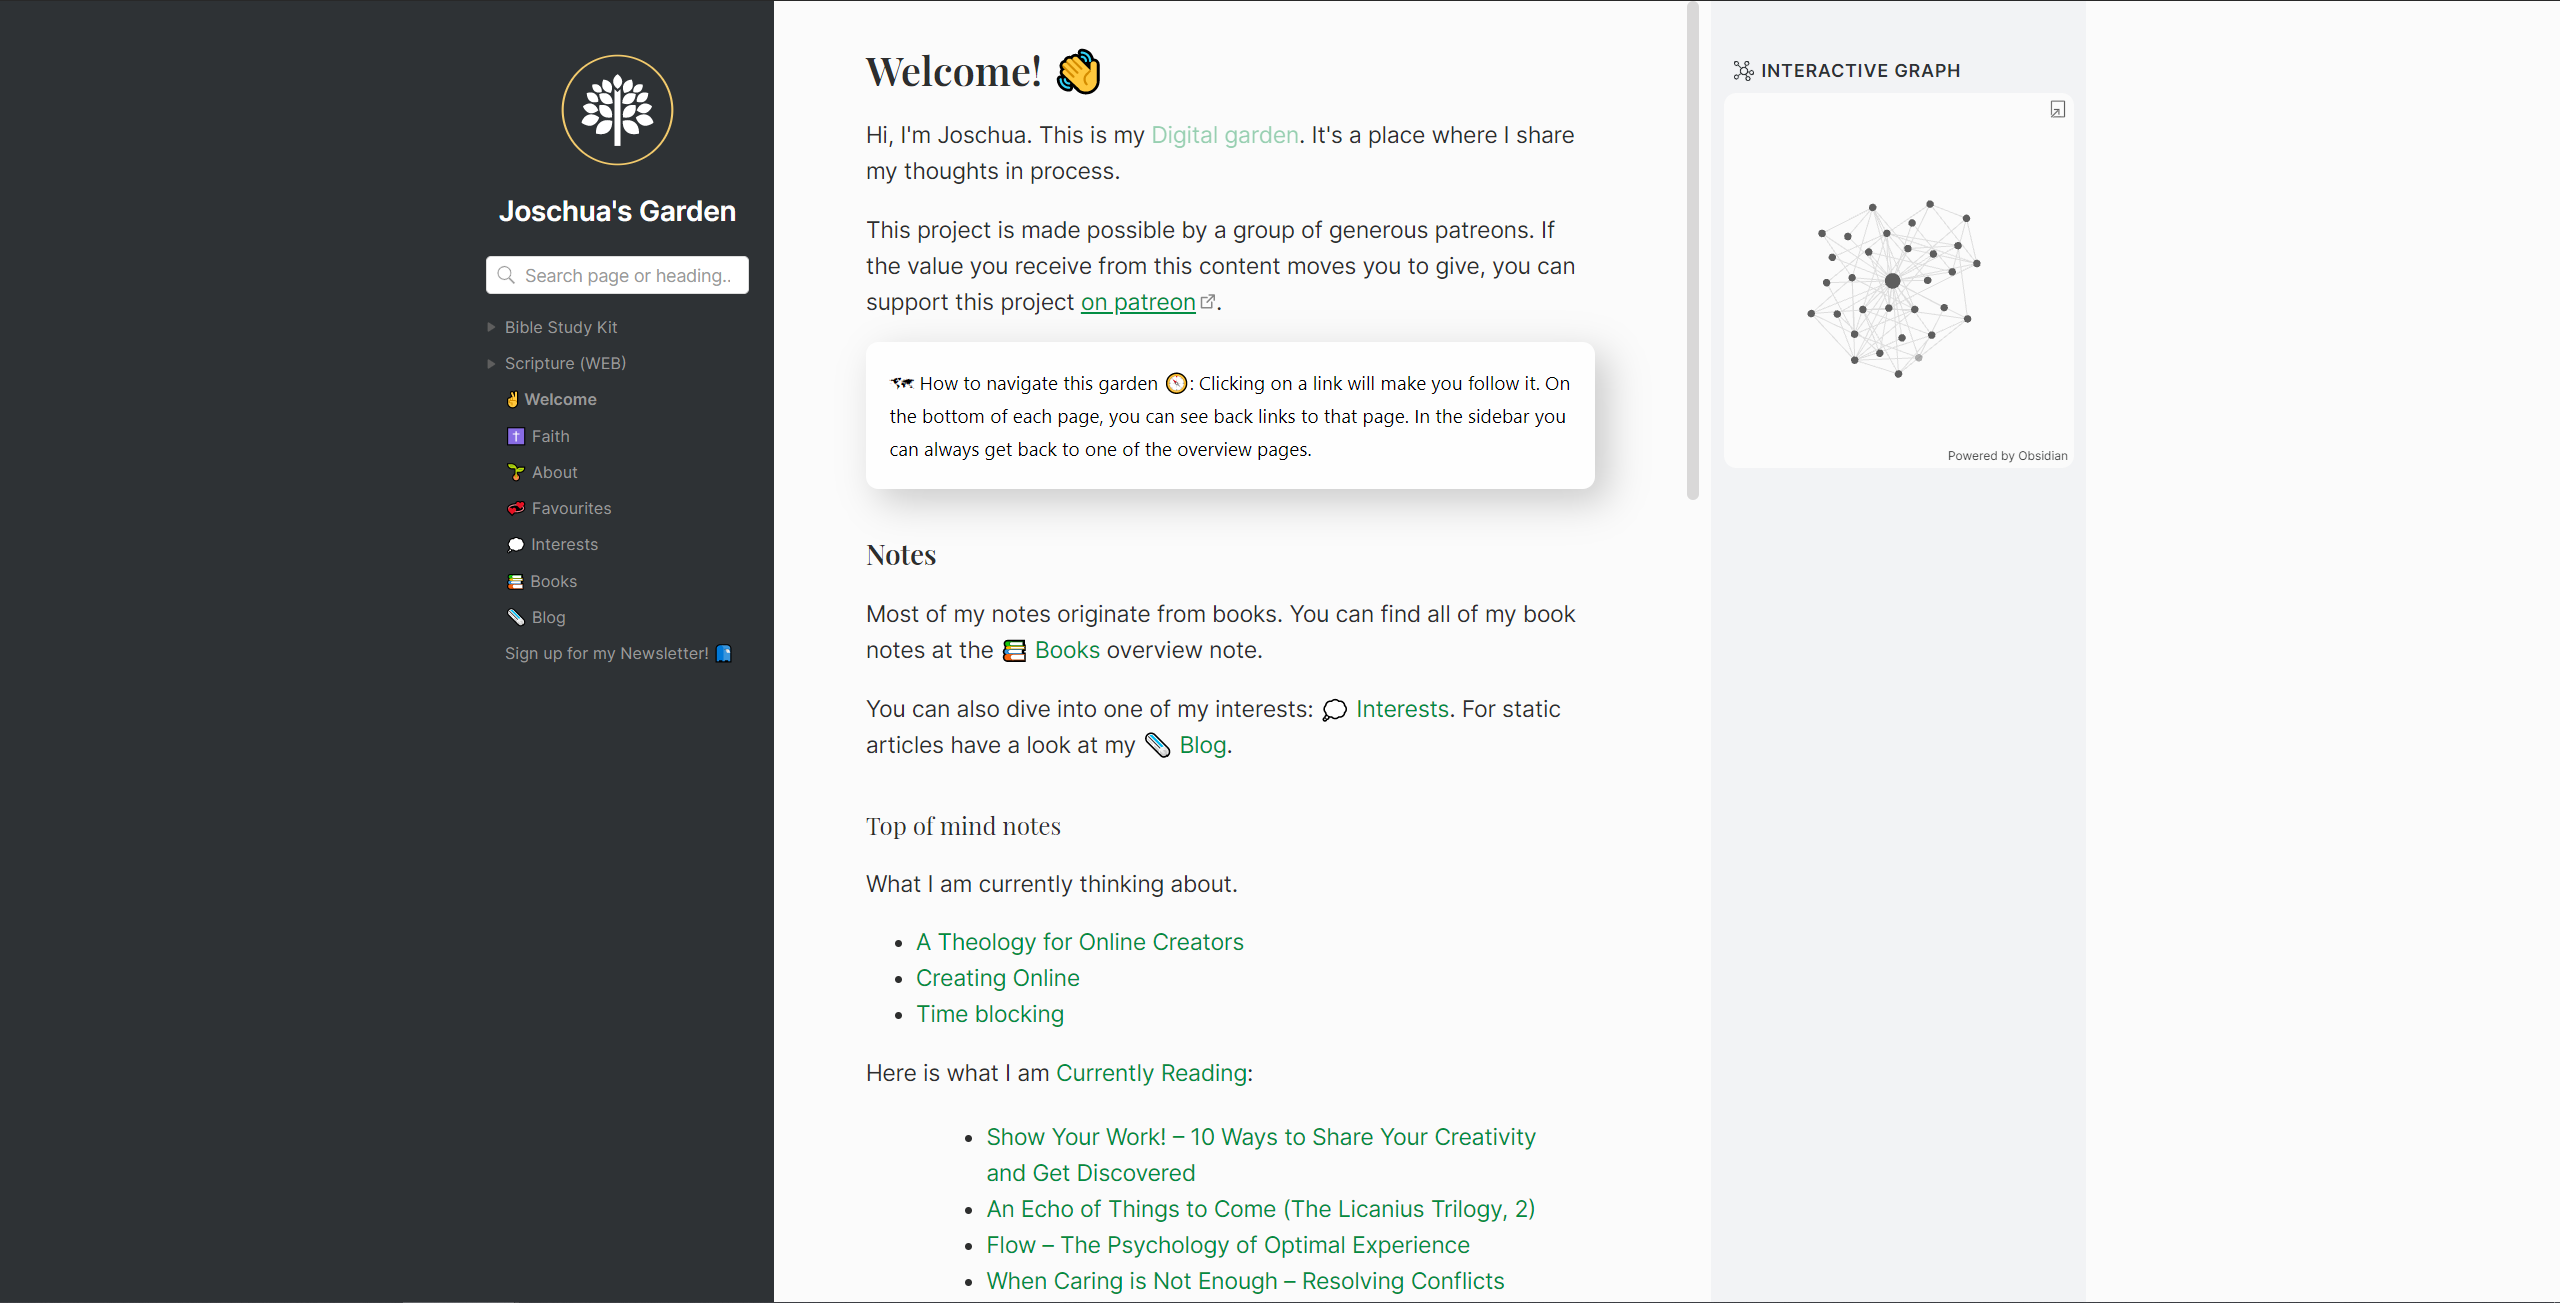 Joschua's Garden
Search page or heading..
Bible Study Kit
Scripture (WEB)
✌ Welcome
✝ Faith
🌱 About
💞 Favourites
💭 Interests
📚 Books
📎 Blog
Sign up for my Newsletter! 📘
Welcome! 👋
Hi, I'm Joschua. This is my Digital garden. It's a place where I share
my thoughts in process.
This project is made possible by a group of generous patreons. If
the value you receive from this content moves you to give, you can
support this project on patreon.
🗺 How to navigate this garden 🧭: Clicking on a link will make you follow it. On
the bottom of each page, you can see back links to that page. In the sidebar you
can always get back to one of the overview pages.
Notes
Most of my notes originate from books. You can find all of my book
notes at the 📚 Books overview note.
You can also dive into one of my interests: 💭 Interests. For static
articles have a look at my 📎 Blog.
Top of mind notes
What I am currently thinking about.
• A Theology for Online Creators
• Creating Online
• Time blocking
Here is what I am Currently Reading:
• Show Your Work! – 10 Ways to Share Your Creativity
and Get Discovered
• An Echo of Things to Come (The Licanius Trilogy, 2)
• Flow – The Psychology of Optimal Experience
• When Caring is Not Enough – Resolving Conflicts
INTERACTIVE GRAPH
Powered by Obsidian